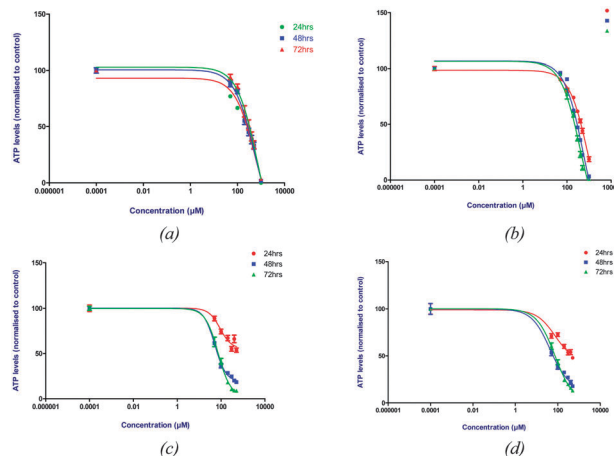 24hrs
48hrs
72hrs
ATP levels (normalised to control)
150
100
50
0.000001 0.0001 0.01 1 100 10000
Concentration (µM)
(a)
ATP levels (normalised to control)
150
100
50
0.000001 0.0001 0.01 1 100 10000
Concentration (µM)
(b)
24hrs
48hrs
72hrs
ATP levels (normalised to control)
150
100
50
0
0.000001 0.0001 0.01 1 100 10000
Concentration (µM)
(c)
24hrs
48hrs
72hrs
ATP levels (normalised to control)
150
100
50
0
0.000001 0.0001 0.01 1 100 10000
Concentration (µM)
(d)